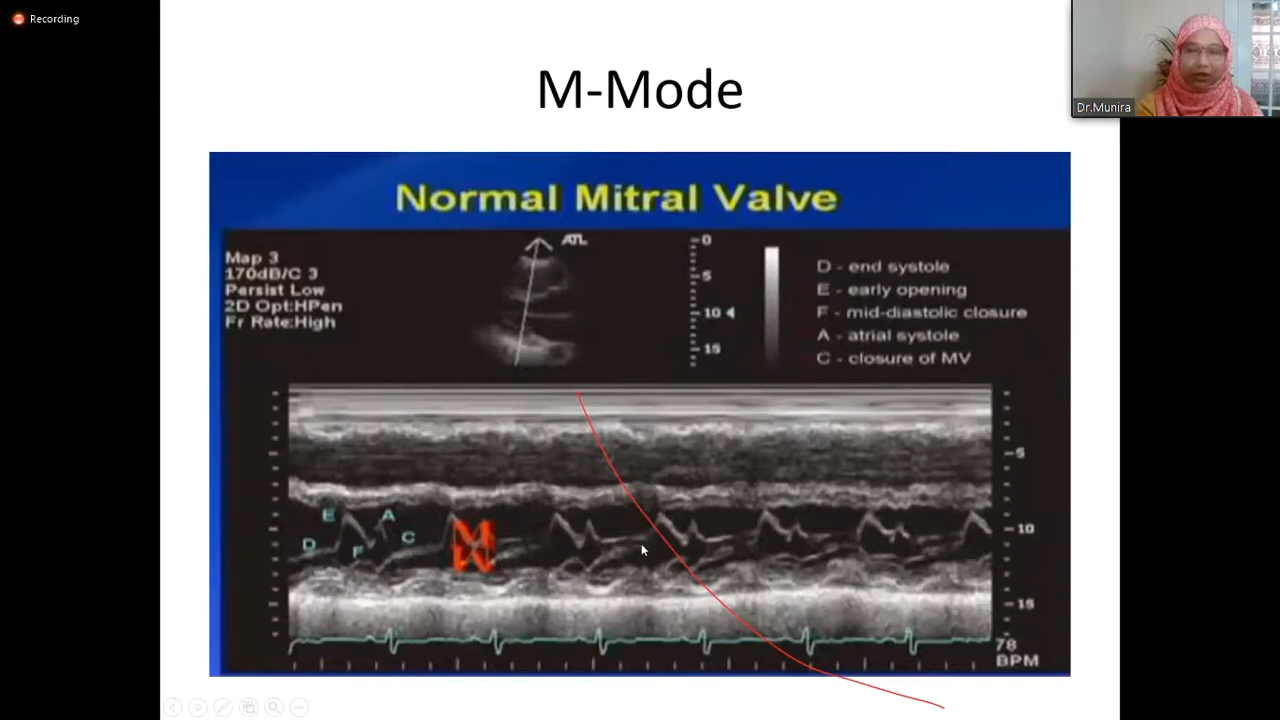 Recording
Dr.Munira
M-Mode
Normal Mitral Valve
ATL
Map 3
170dB/C 3
Persist Low
2D Opt:HPen
Fr Rate:High
0
5
10
15
D - end systole
E - early opening
F - mid-diastolic closure
A - atrial systole
C - closure of MV
E A
D F C
M
W
5
10
15
78
BPM